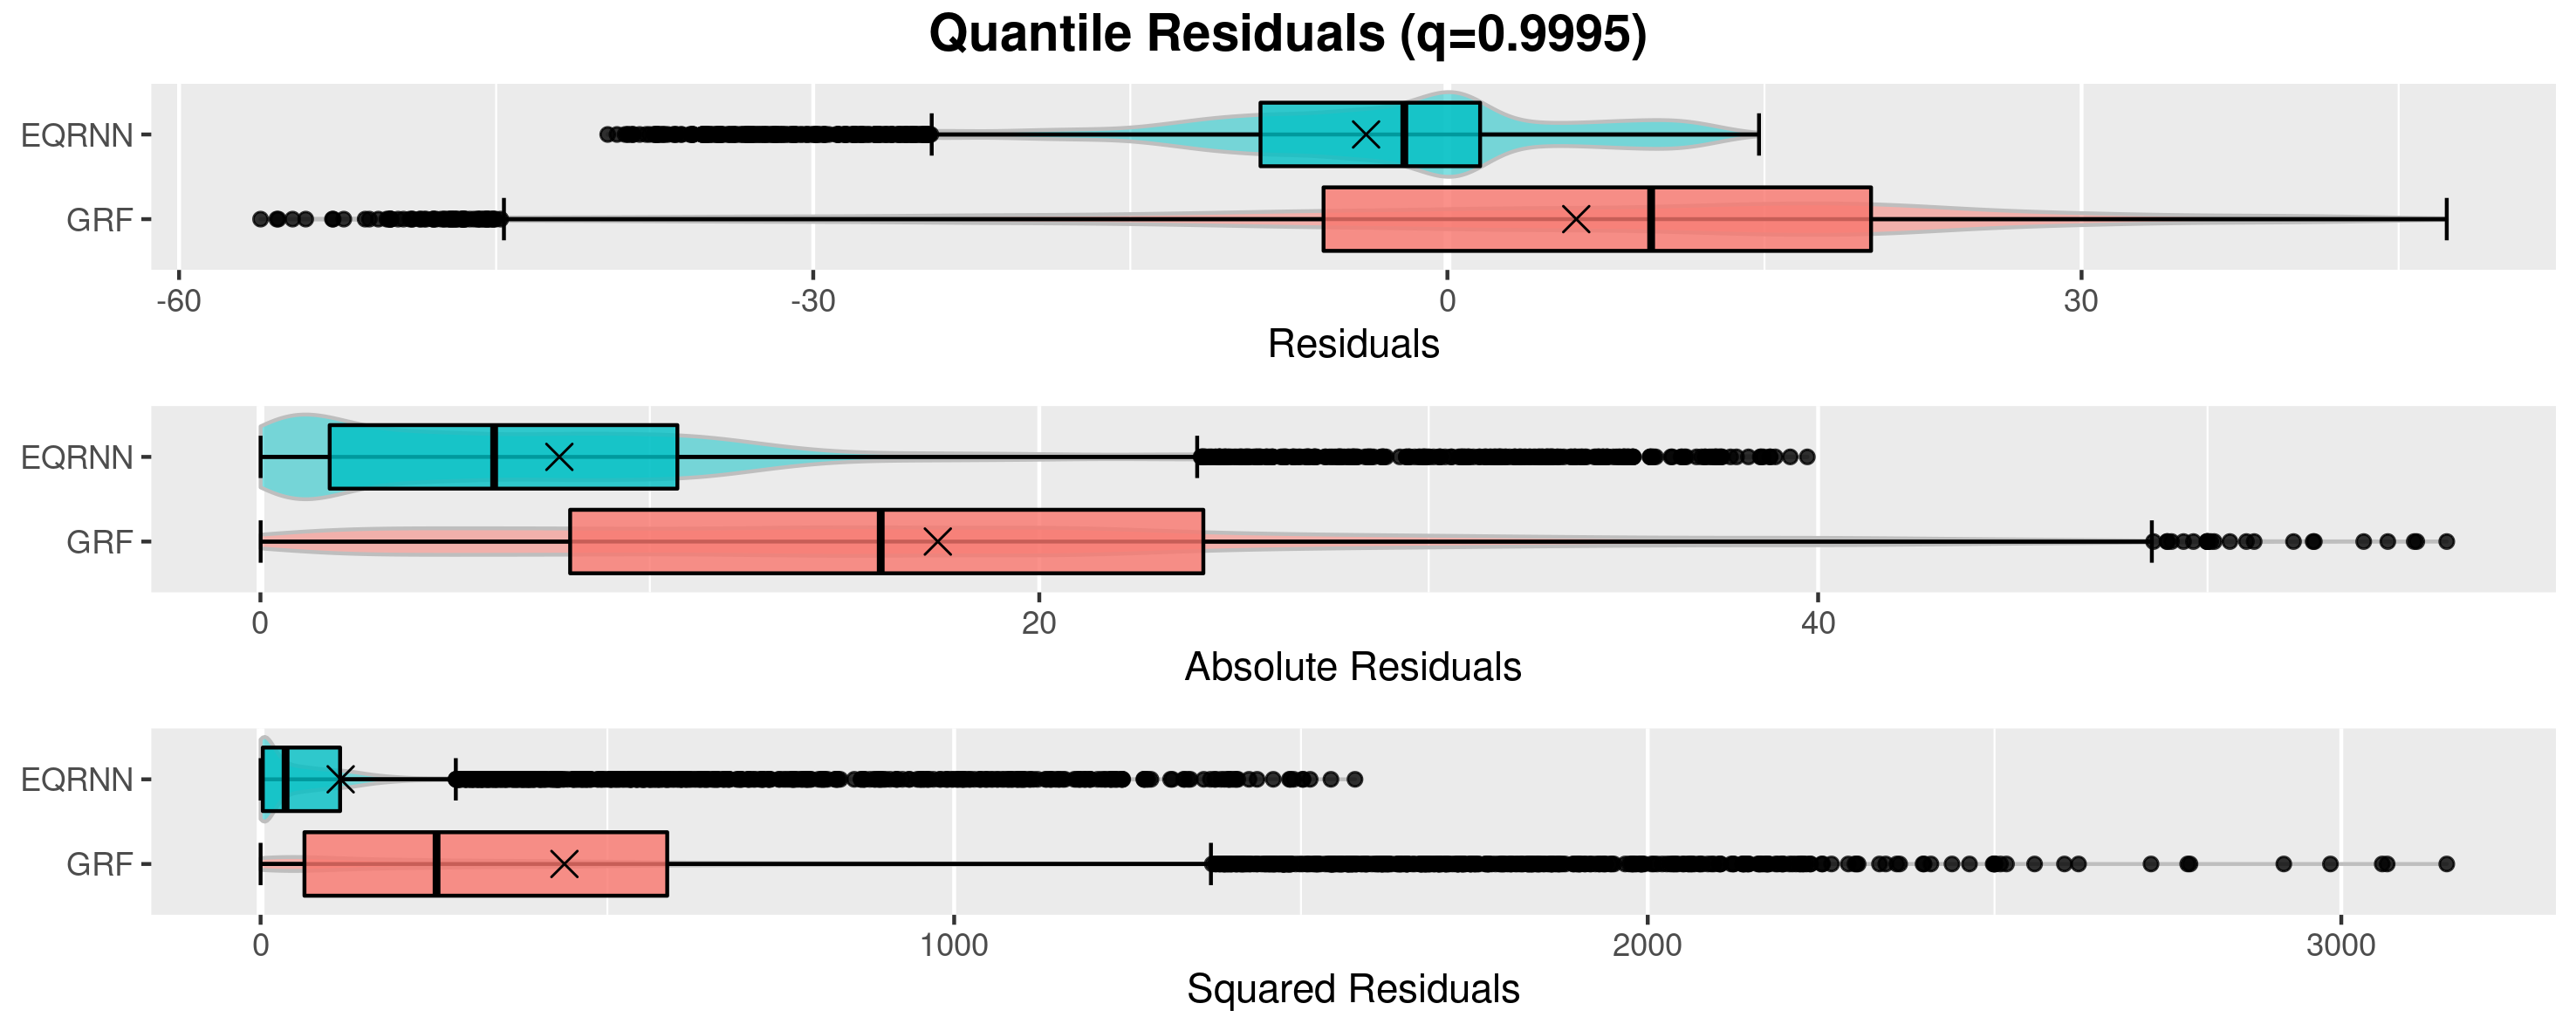 Quantile Residuals (q=0.9995)
EQRNN
GRF
-60 -30 0 30
Residuals
EQRNN
GRF
0 20 40
Absolute Residuals
EQRNN
GRF
0 1000 2000 3000
Squared Residuals